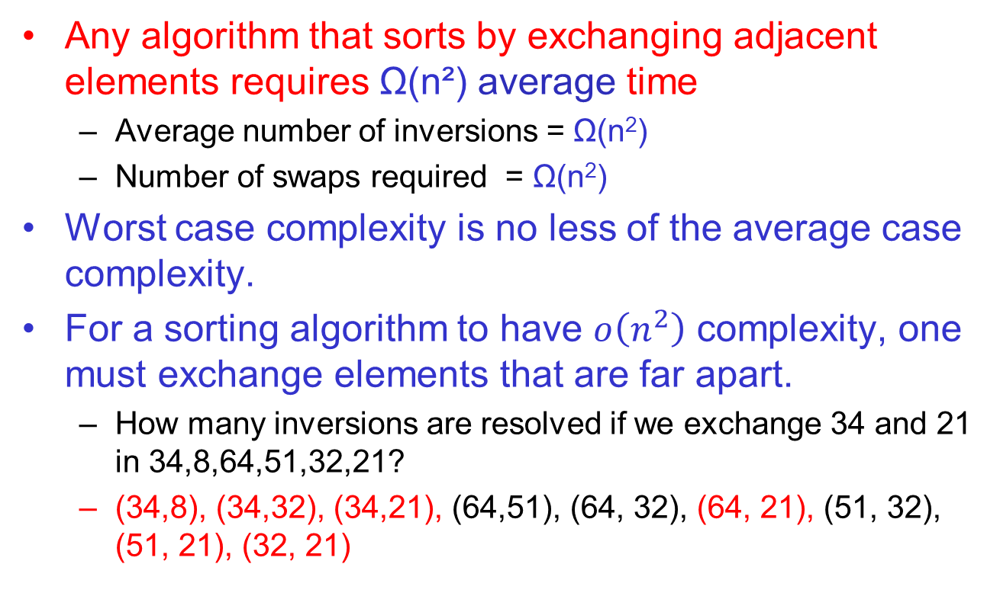 • Any algorithm that sorts by exchanging adjacent
elements requires Ω(n²) average time
– Average number of inversions = Ω(n²)
– Number of swaps required = Ω(n²)
• Worst case complexity is no less of the average case
complexity.
• For a sorting algorithm to have 𝑜(𝑛²) complexity, one
must exchange elements that are far apart.
– How many inversions are resolved if we exchange 34 and 21
in 34,8,64,51,32,21?
– (34,8), (34,32), (34,21), (64,51), (64, 32), (64, 21), (51, 32),
(51, 21), (32, 21)